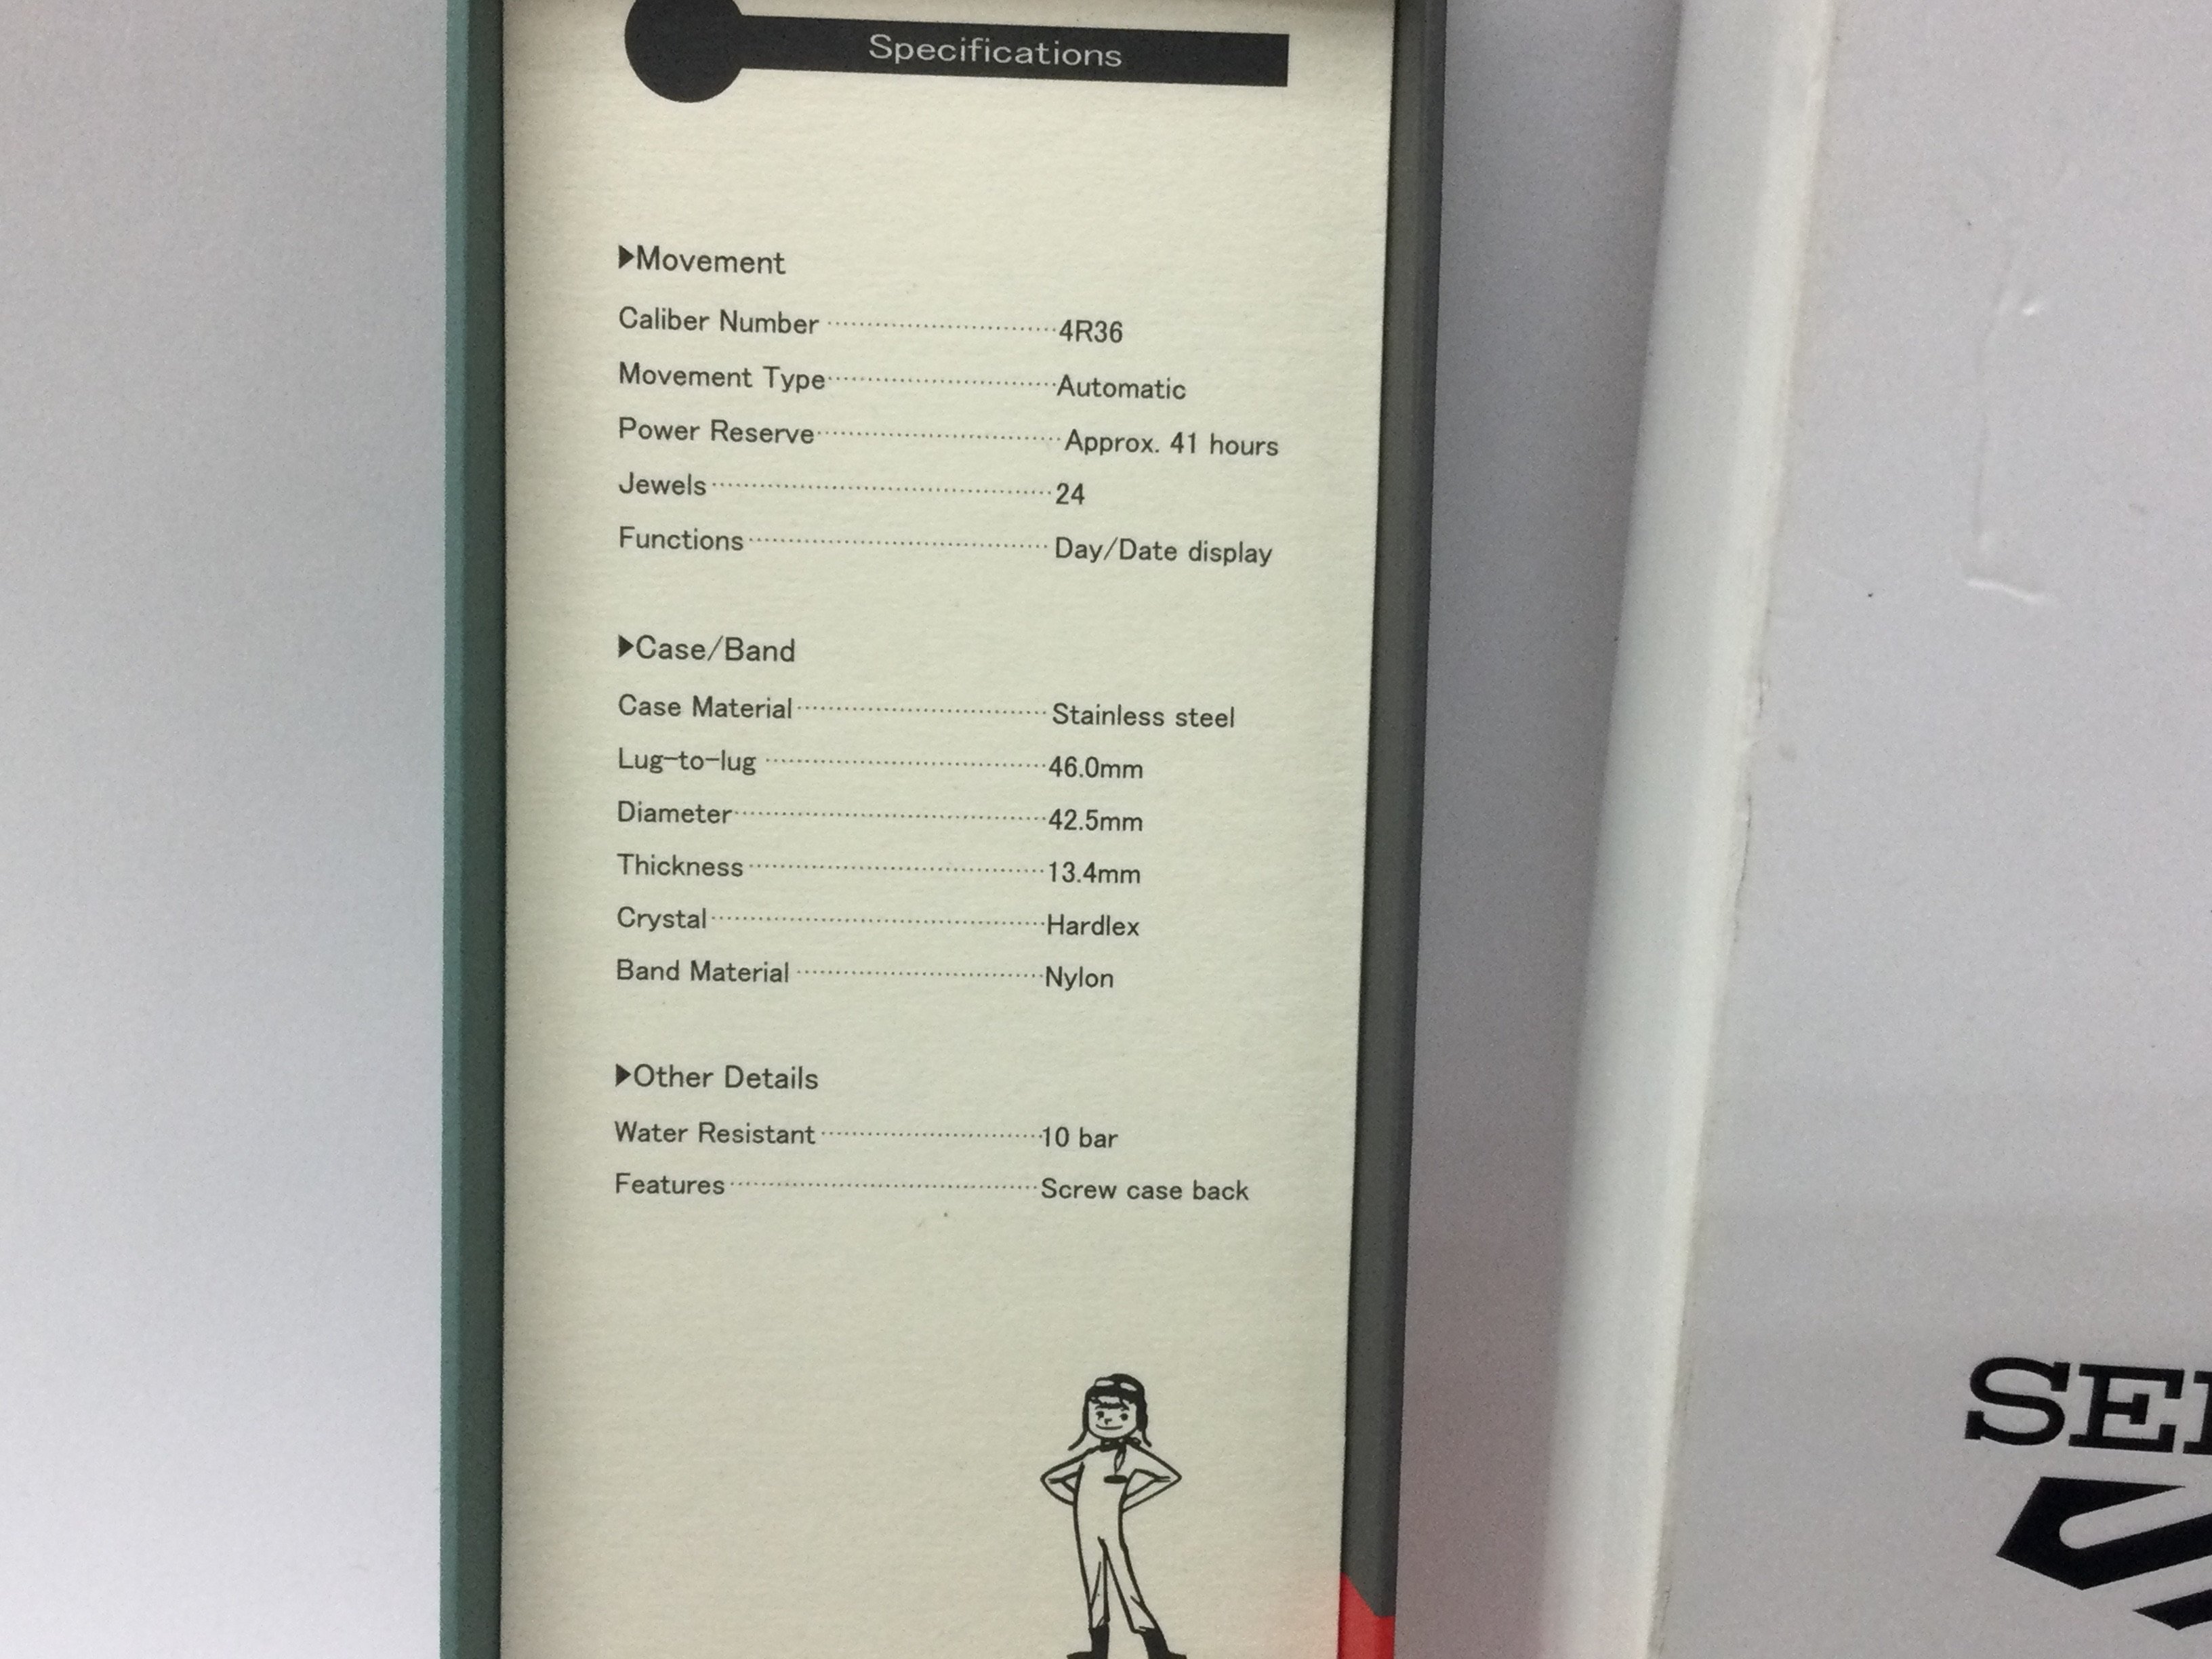 Specifications
▶Movement
Caliber Number ························4R36
Movement Type························Automatic
Power Reserve························Approx. 41 hours
Jewels························24
Functions························Day/Date display
▶Case/Band
Case Material························Stainless steel
Lug-to-lug ························46.0mm
Diameter························42.5mm
Thickness························13.4mm
Crystal························Hardlex
Band Material ························Nylon
▶Other Details
Water Resistant························10 bar
Features························Screw case back